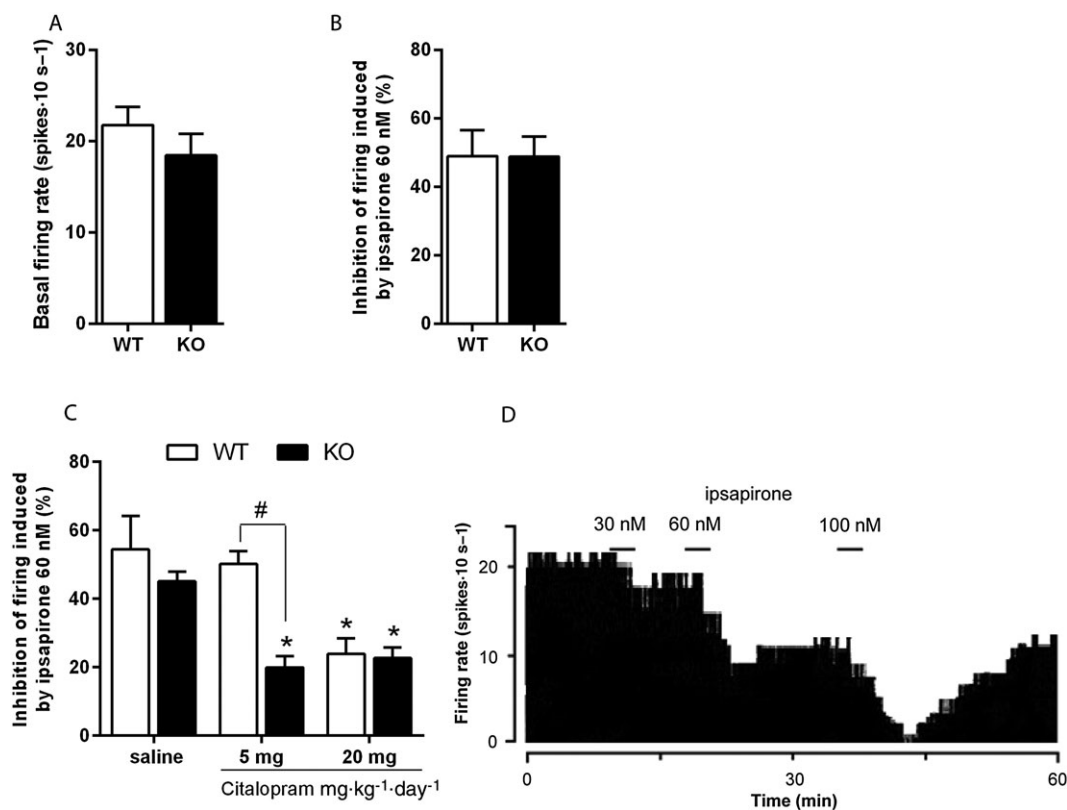 A
Basal firing rate (spikes·10 s–1)
30
20
10
0
WT
KO
B
Inhibition of firing induced
by ipsapirone 60 nM (%)
80
60
40
20
0
WT
KO
C
WT
KO
Inhibition of firing induced
by ipsapirone 60 nM (%)
80
60
40
20
0
#
*
*
*
saline
5 mg
20 mg
Citalopram mg·kg-1·day-1
D
ipsapirone
30 nM
60 nM
100 nM
Firing rate (spikes·10 s–1)
20
10
0
0
30
60
Time (min)